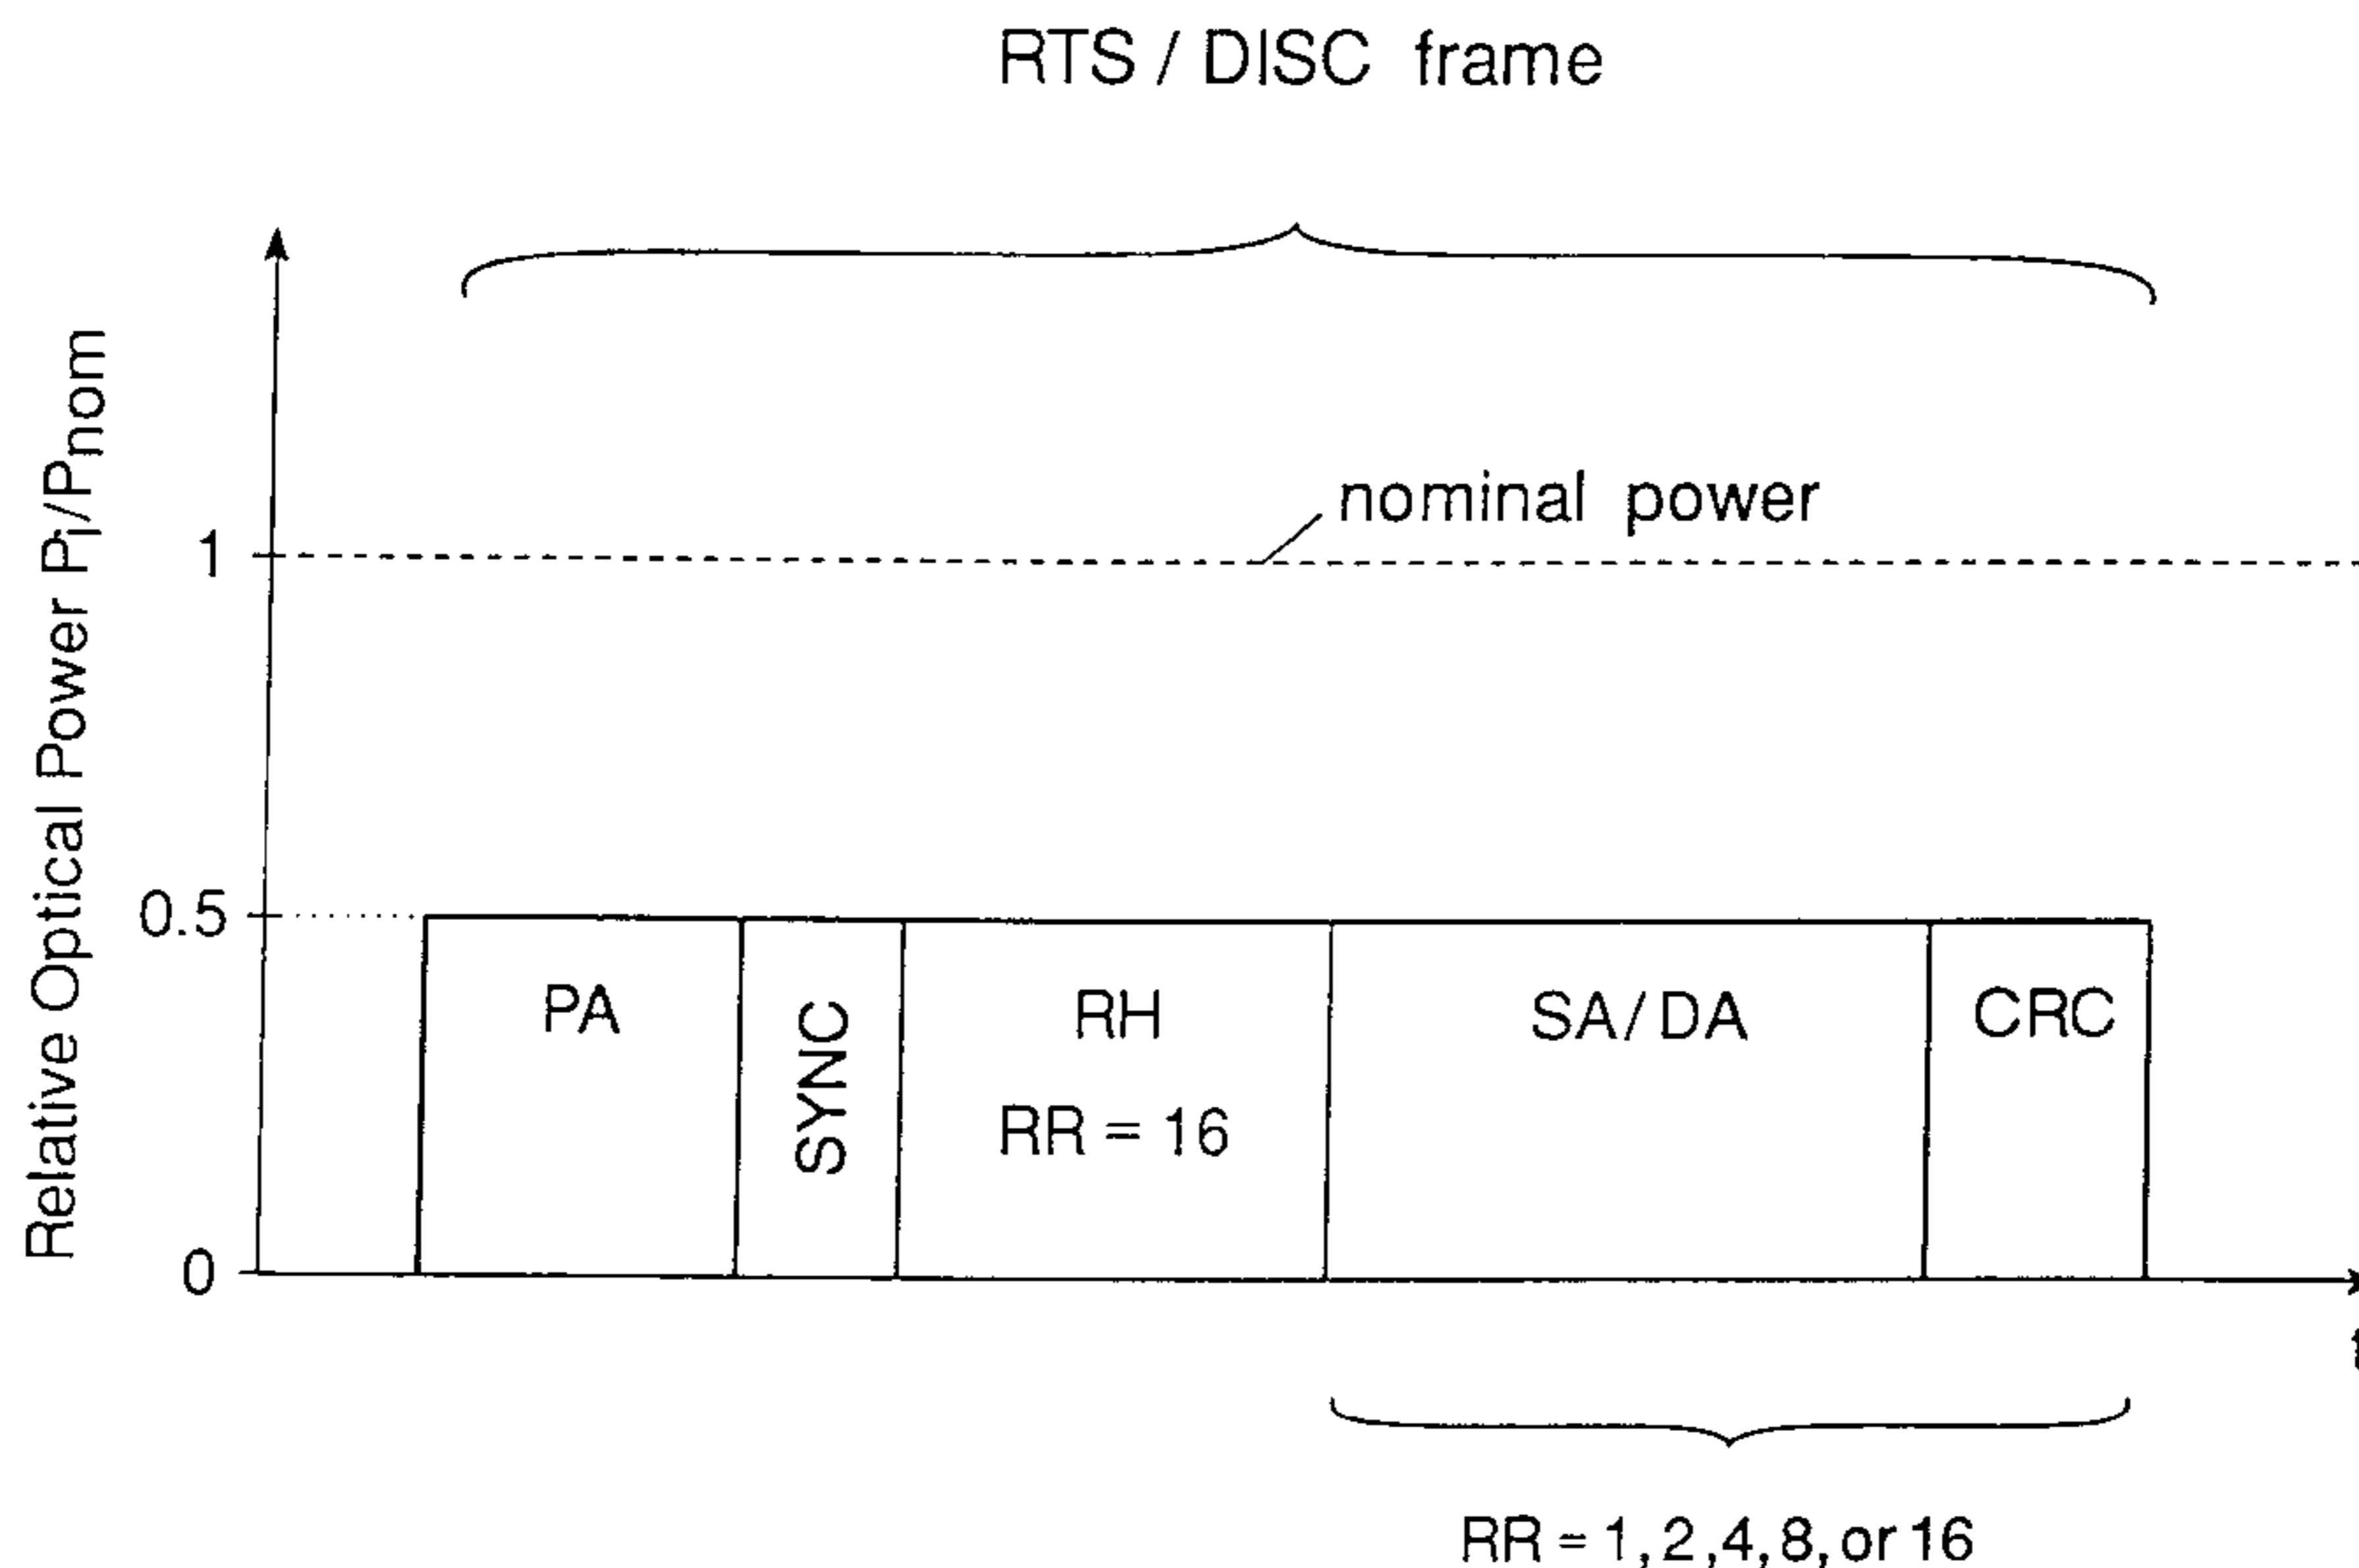 RTS / DISC frame
Relative Optical Power Pi/Pnom
nominal power
1
0.5
PA
SYNC
RH
RR = 16
SA/DA
CRC
0
t
RR = 1,2,4,8, or 16